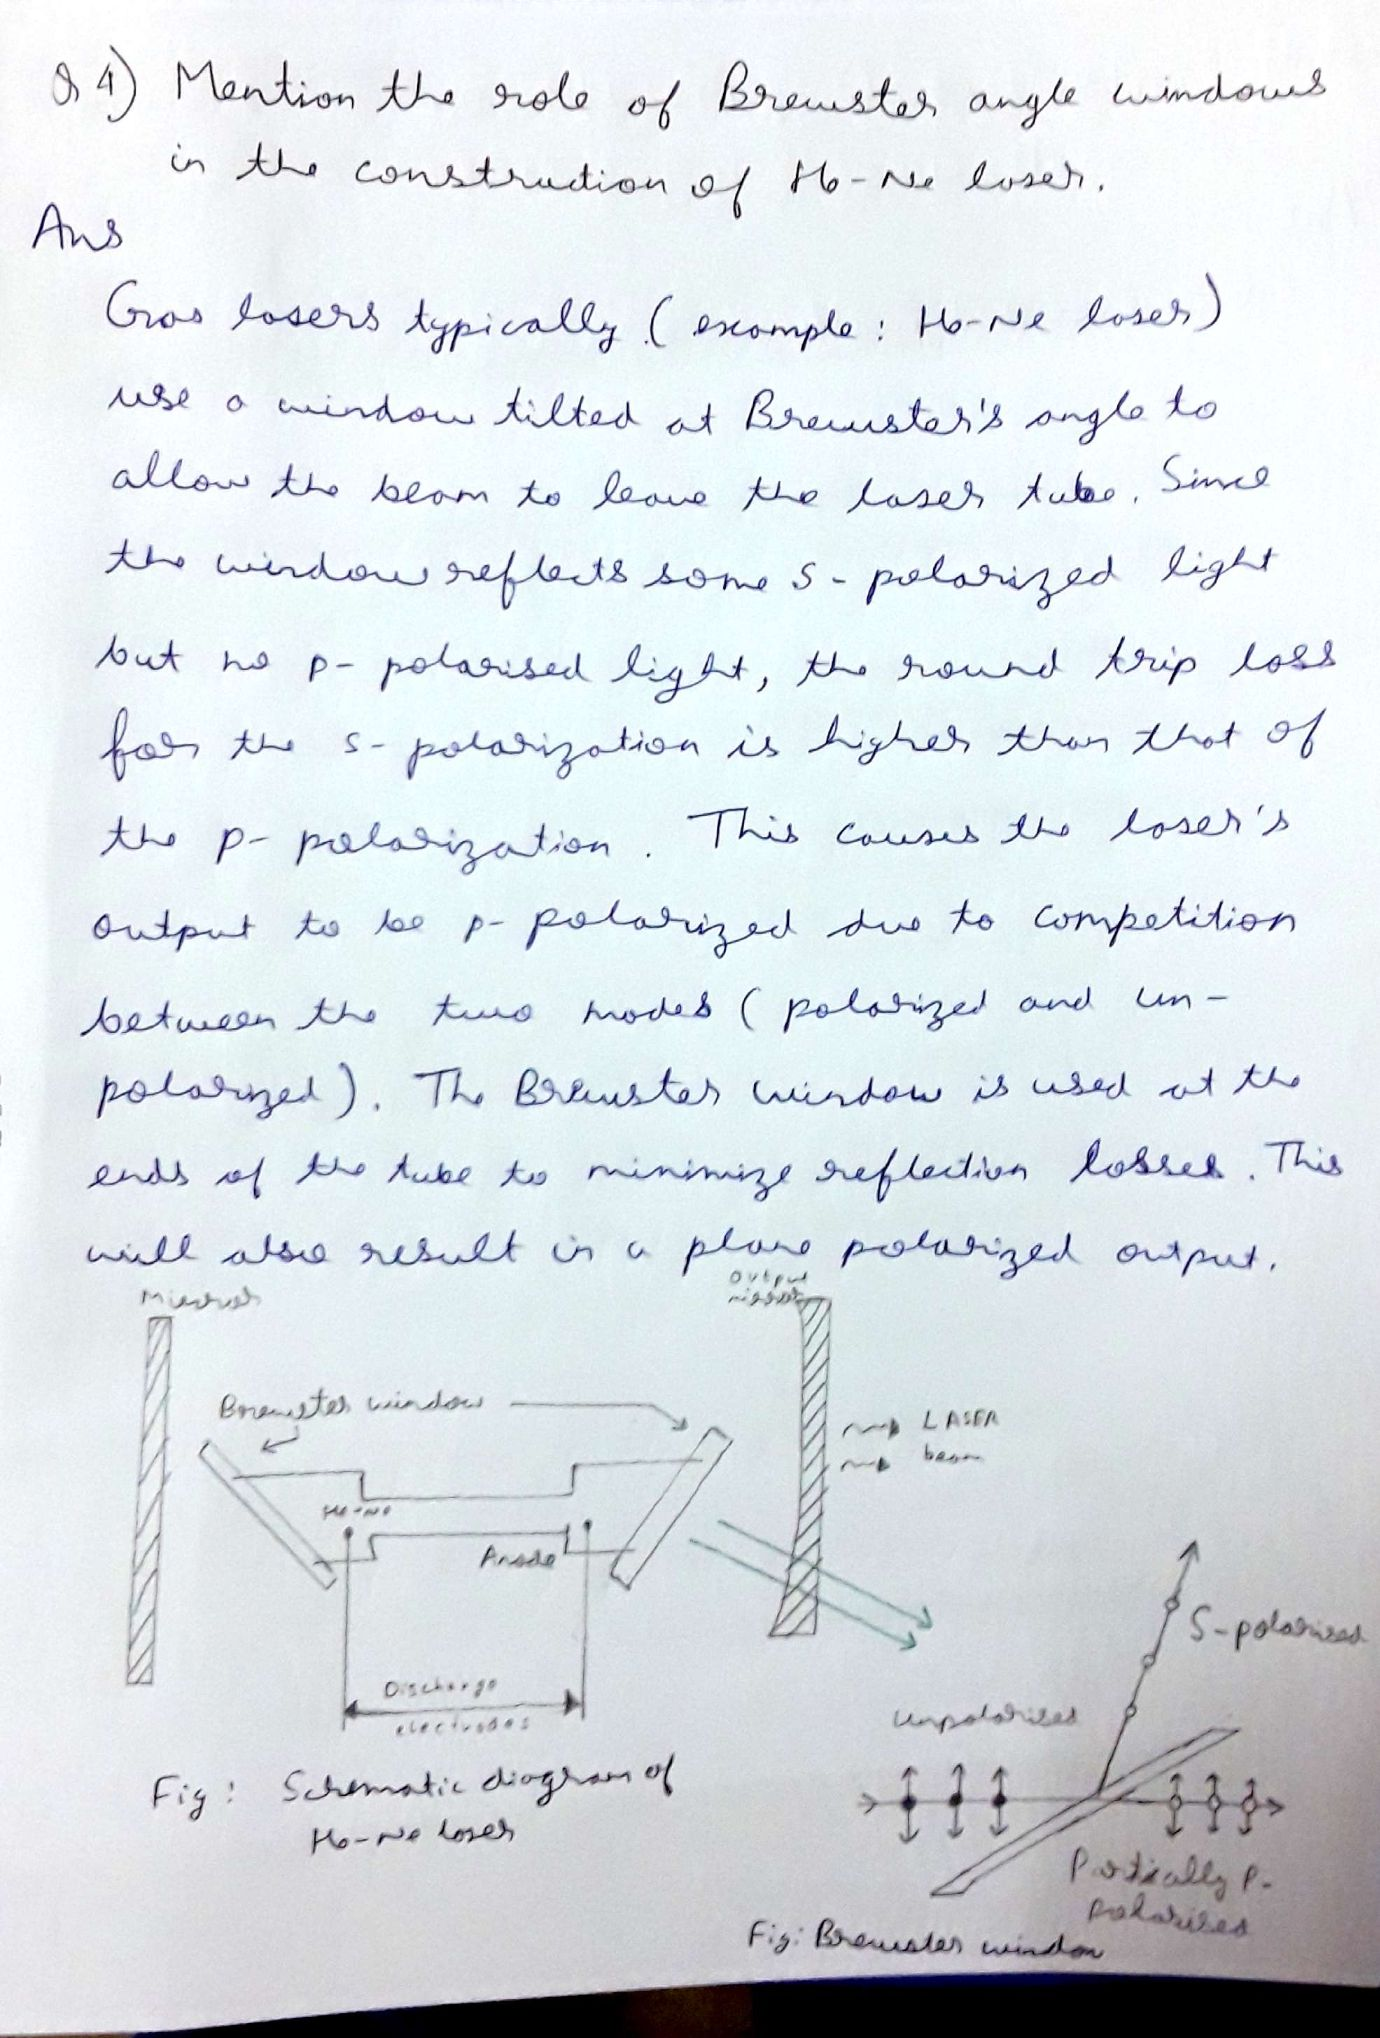 Q 4) Mention the role of Brewster angle windows
in the construction of He-Ne laser.
Ans
Gas lasers typically (example: He-Ne laser)
use a window tilted at Brewster's angle to
allow the beam to leave the laser tube. Since
the window reflects some s-polarized light
but no p-polarised light, the round trip loss
for the s-polarization is higher than that of
the p-polarization. This causes the laser's
output to be p-polarized due to competition
between the two modes (polarized and un-
polarized). The Brewster window is used at the
ends of the tube to minimize reflection losses. This
will also result in a plane polarized output.
Mirror
Output
mirror
Brewster window
LASER
beam
He-Ne
Anode
Discharge
electrodes
S-polarised
Unpolarised
Fig: Schematic diagram of
He-Ne laser
Partically P-
Polarised
Fig: Brewster window